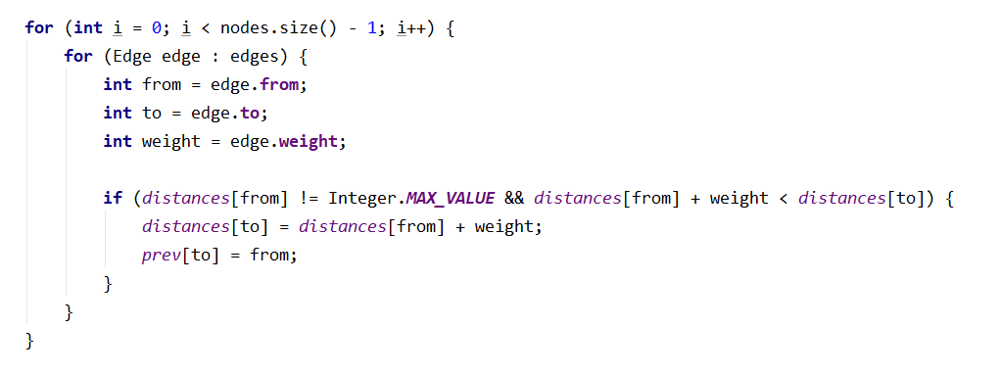 for (int i = 0; i < nodes.size() - 1; i++) {
for (Edge edge : edges) {
int from = edge.from;
int to = edge.to;
int weight = edge.weight;
if (distances[from] != Integer.MAX_VALUE && distances[from] + weight < distances[to]) {
distances[to] = distances[from] + weight;
prev[to] = from;
}
}
}